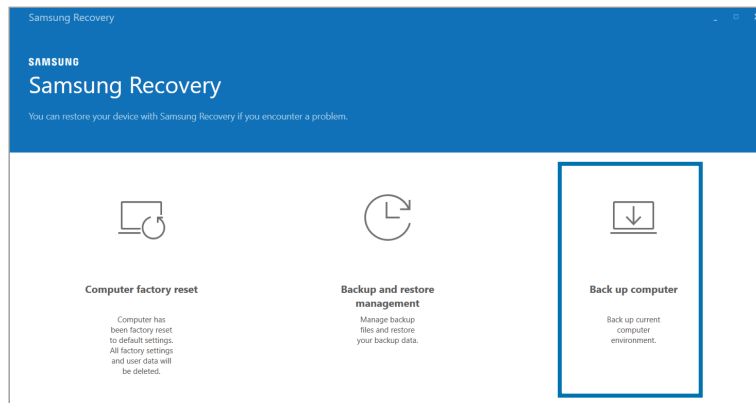 Samsung Recovery
SAMSUNG
Samsung Recovery
You can restore your device with Samsung Recovery if you encounter a problem.
Computer factory reset
Computer has
been factory reset
to default settings.
All factory settings
and user data will
be deleted.
Backup and restore
management
Manage backup
files and restore
your backup data.
Back up computer
Back up current
computer
environment.